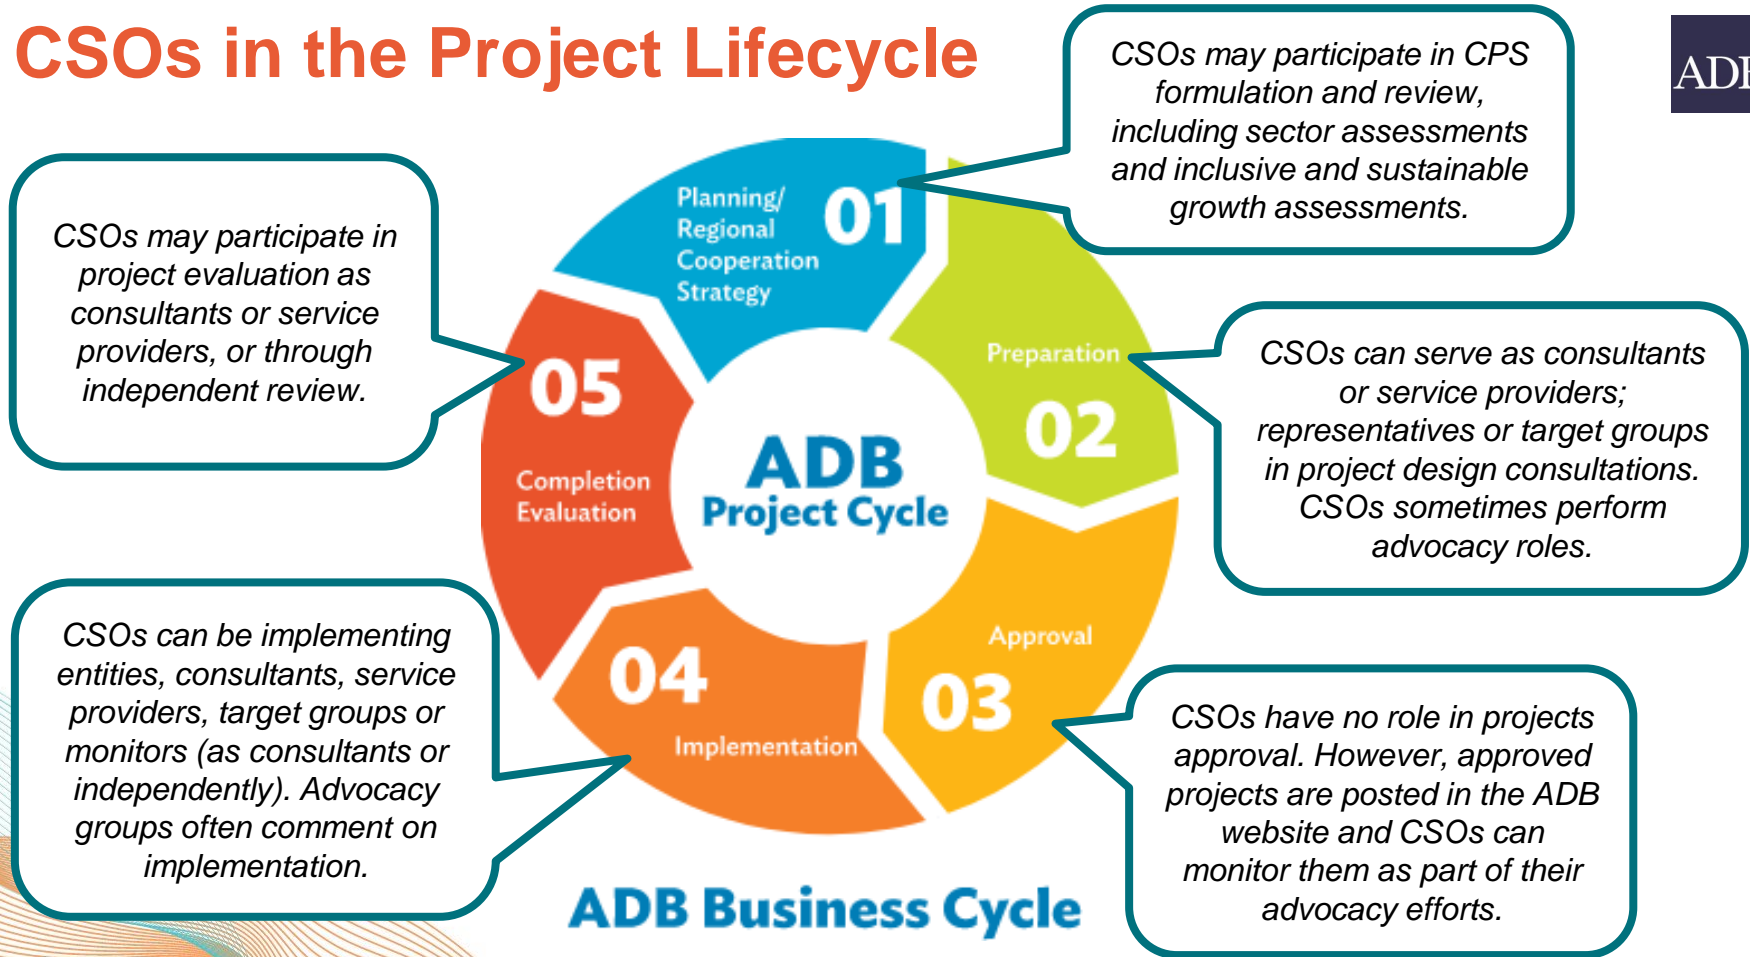 CSOs in the Project Lifecycle
CSOs may participate in CPS
formulation and review,
including sector assessments
and inclusive and sustainable
growth assessments.
ADB
CSOs may participate in
project evaluation as
consultants or service
providers, or through
independent review.
Planning/
Regional
Cooperation
Strategy
01
Preparation
02
CSOs can serve as consultants
or service providers;
representatives or target groups
in project design consultations.
CSOs sometimes perform
advocacy roles.
05
Completion
Evaluation
ADB
Project Cycle
CSOs can be implementing
entities, consultants, service
providers, target groups or
monitors (as consultants or
independently). Advocacy
groups often comment on
implementation.
04
Implementation
Approval
03
CSOs have no role in projects
approval. However, approved
projects are posted in the ADB
website and CSOs can
monitor them as part of their
advocacy efforts.
ADB Business Cycle